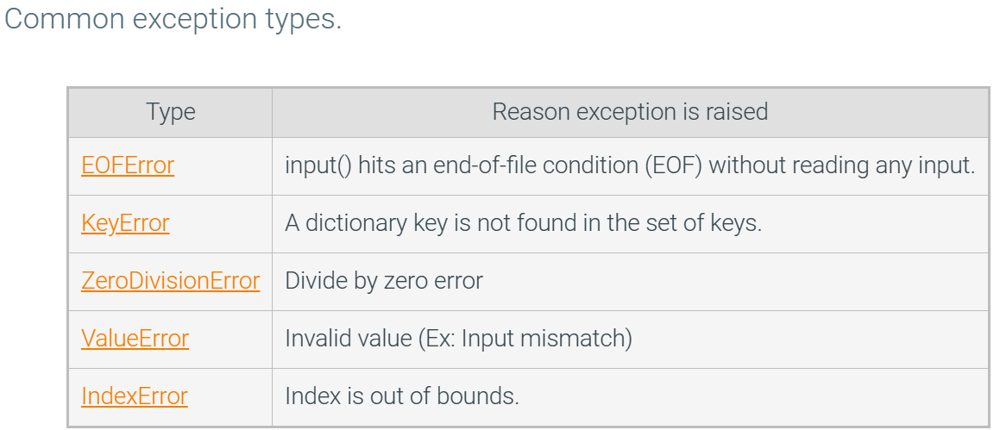 Common exception types.
Type Reason exception is raised
EOFError input() hits an end-of-file condition (EOF) without reading any input.
KeyError A dictionary key is not found in the set of keys.
ZeroDivisionError Divide by zero error
ValueError Invalid value (Ex: Input mismatch)
IndexError Index is out of bounds.